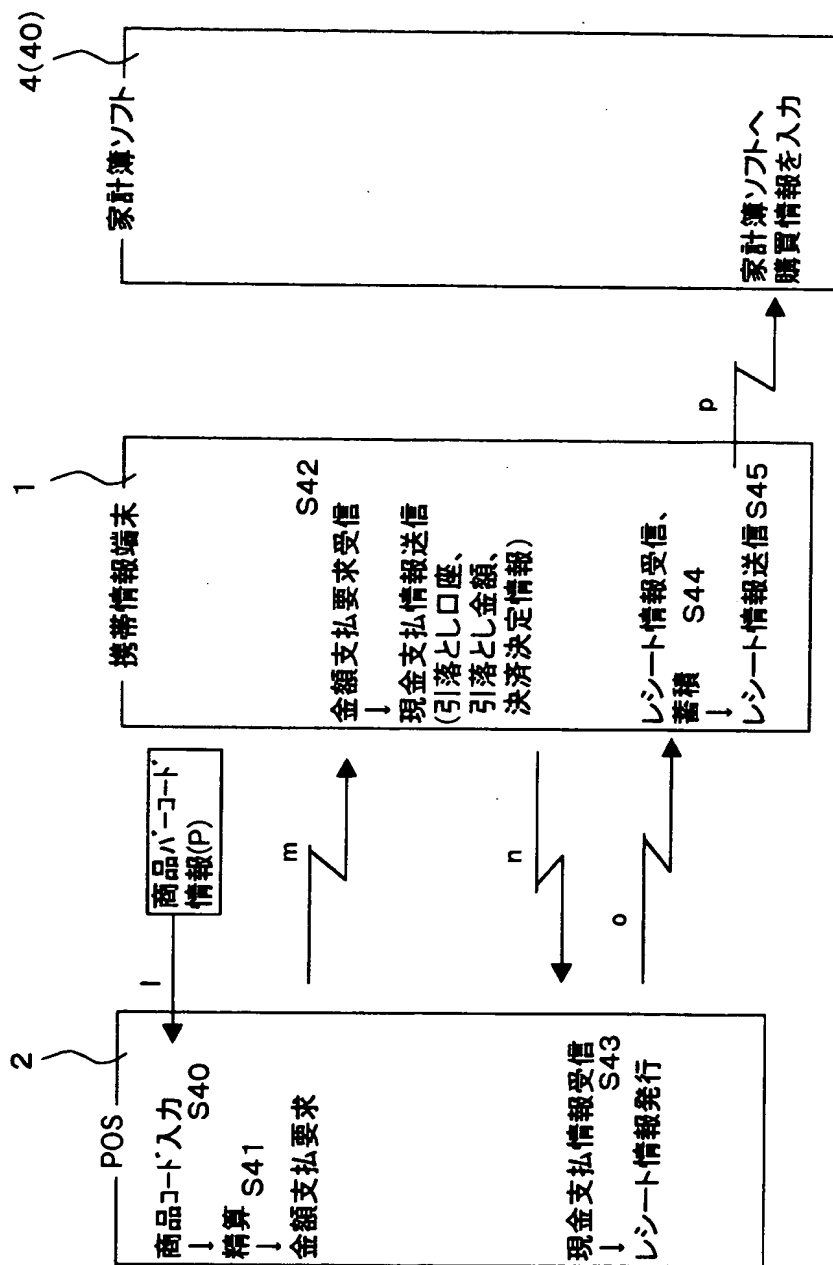 POS
2
商品コード入力
S40
↓
精算
S41
↓
金額支払要求
現金支払情報受信
↓
S43
レシート情報発行
l
商品バーコード
情報(P)
m
n
o
携帯情報端末
1
S42
金額支払要求受信
↓
現金支払情報送信
(引落とし口座、
引落とし金額、
決済決定情報)
レシート情報受信、
蓄積
S44
↓
レシート情報送信S45
p
家計簿ソフト
4(40)
家計簿ソフトへ
購買情報を入力